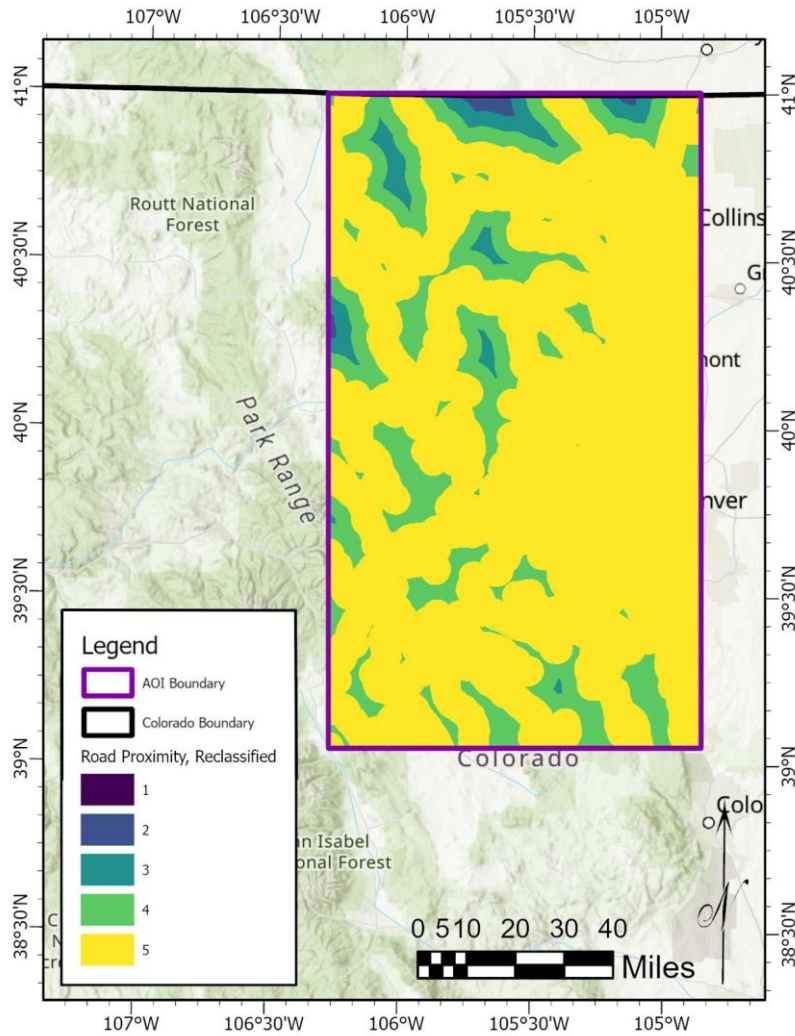 107°W 106°30'W 106°W 105°30'W 105°W
41°N
41°N
Routt National
Forest
Collins
40°30'N
40°30'N
G
mont
Park Range
40°N
40°N
nver
39°30'N
39°30'N
Legend
AOI Boundary
Colorado Boundary
Road Proximity, Reclassified
1
2
3
4
5
39°N
39°N
Colorado
Colo
an Isabel
onal Forest
38°30'N
38°30'N
0 5 10 20 30 40
Miles
N
107°W 106°30'W 106°W 105°30'W 105°W